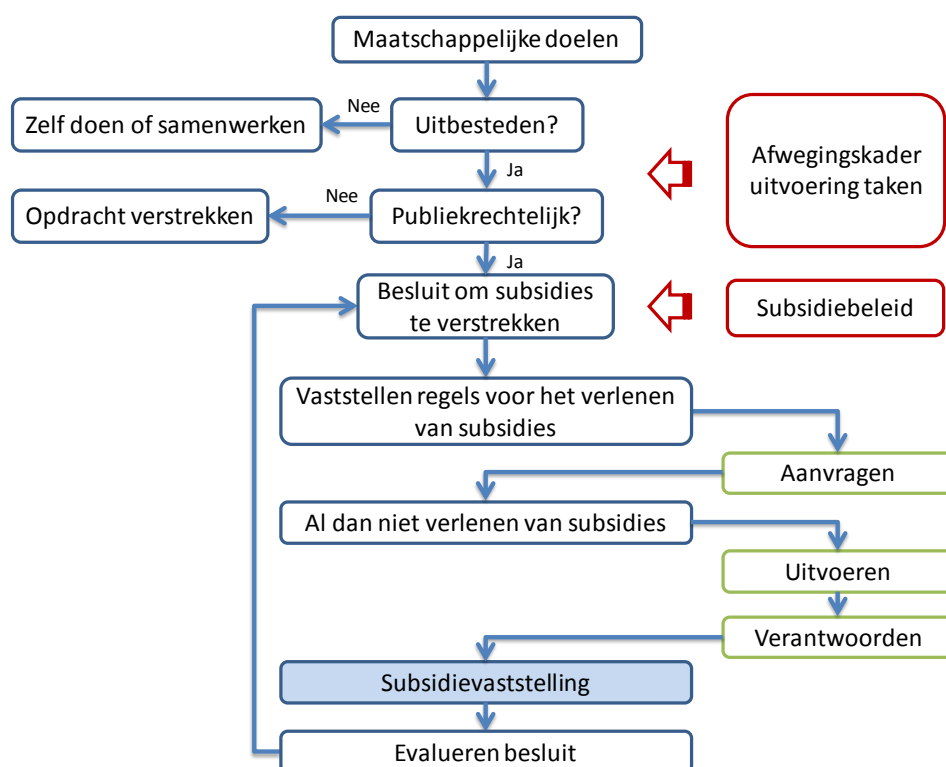 Maatschappelijke doelen
Nee
Zelf doen of samenwerken
Uitbesteden?
Afwegingskader
uitvoering taken
Ja
Nee
Opdracht verstrekken
Publiekrechtelijk?
Ja
Besluit om subsidies
te verstrekken
Subsidiebeleid
Vaststellen regels voor het verlenen
van subsidies
Aanvragen
Al dan niet verlenen van subsidies
Uitvoeren
Verantwoorden
Subsidievaststelling
Evalueren besluit